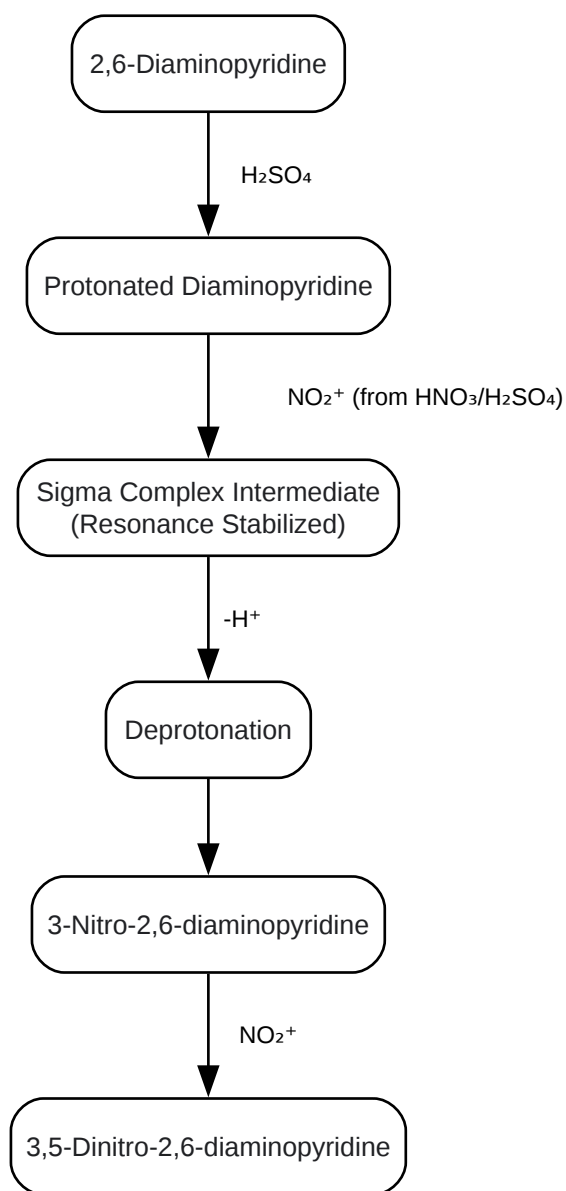 2,6-Diaminopyridine
H₂SO₄
Protonated Diaminopyridine
NO₂⁺ (from HNO₃/H₂SO₄)
Sigma Complex Intermediate
(Resonance Stabilized)
-H⁺
Deprotonation
3-Nitro-2,6-diaminopyridine
NO₂⁺
3,5-Dinitro-2,6-diaminopyridine